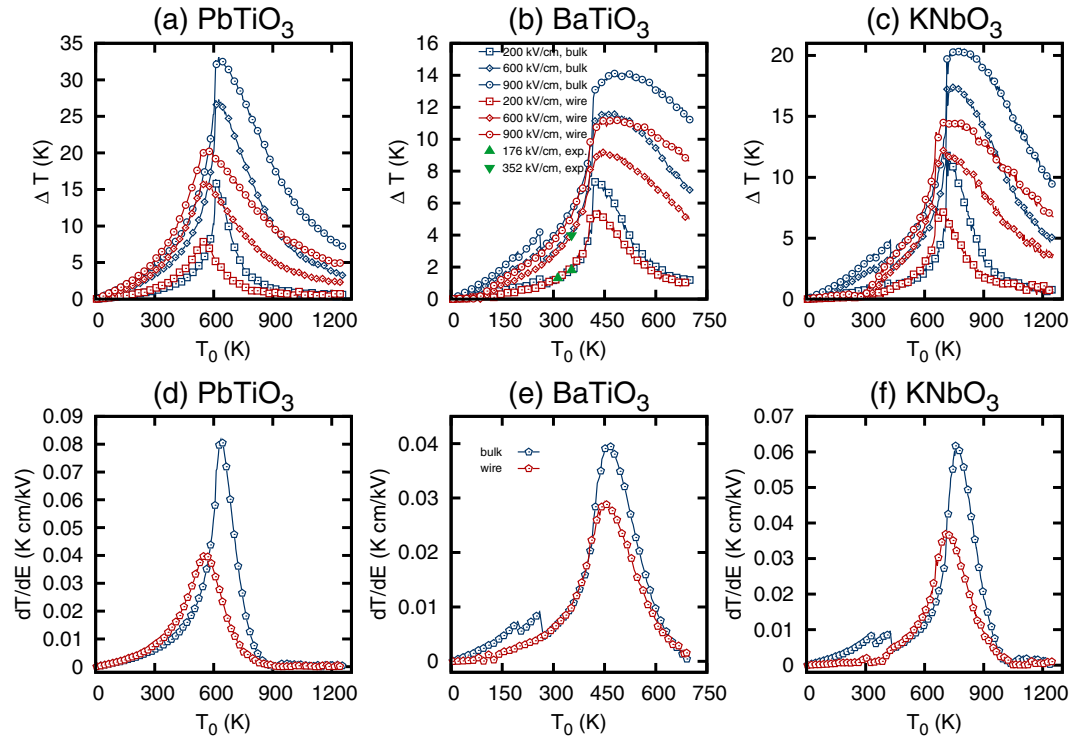 (a) PbTiO3
(b) BaTiO3
(c) KNbO3
35
30
25
20
15
10
5
0
Δ T (K)
0 300 600 900 1200
T0 (K)
16
14
12
10
8
6
4
2
0
Δ T (K)
200 kV/cm, bulk
600 kV/cm, bulk
900 kV/cm, bulk
200 kV/cm, wire
600 kV/cm, wire
900 kV/cm, wire
176 kV/cm, exp.
352 kV/cm, exp.
0 150 300 450 600 750
T0 (K)
20
15
10
5
0
Δ T (K)
0 300 600 900 1200
T0 (K)
(d) PbTiO3
(e) BaTiO3
(f) KNbO3
0.09
0.08
0.07
0.06
0.05
0.04
0.03
0.02
0.01
0
dT/dE (K cm/kV)
0 300 600 900 1200
T0 (K)
0.04
0.03
0.02
0.01
0
dT/dE (K cm/kV)
bulk
wire
0 150 300 450 600 750
T0 (K)
0.07
0.06
0.05
0.04
0.03
0.02
0.01
0
dT/dE (K cm/kV)
0 300 600 900 1200
T0 (K)